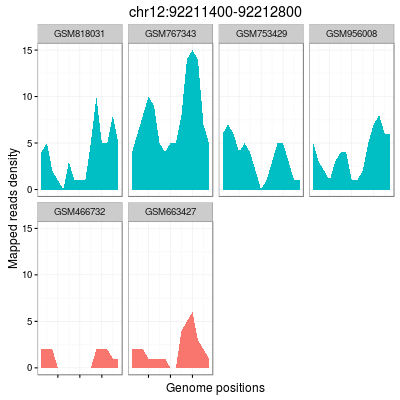 chr12:92211400-92212800
GSM818031 GSM767343 GSM753429 GSM956008
15
10
5
0
GSM466732 GSM663427
15
10
5
0
Mapped reads density
Genome positions